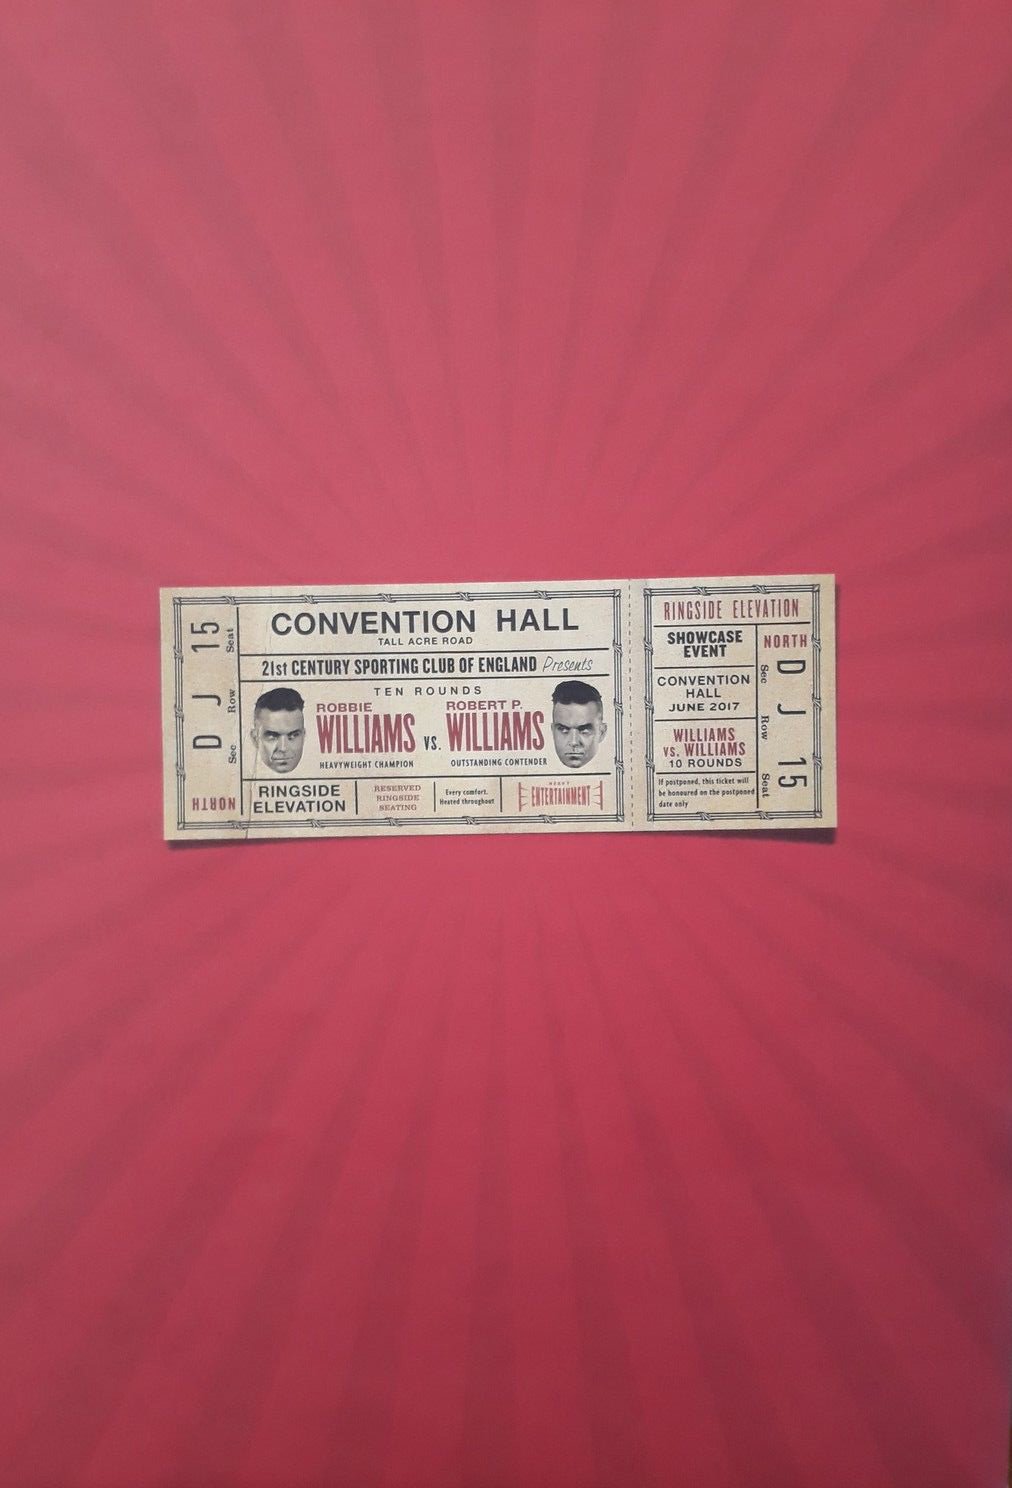 NORTH
Sec D Row J Seat 15
CONVENTION HALL
TALL ACRE ROAD
21st CENTURY SPORTING CLUB OF ENGLAND Presents
TEN ROUNDS
ROBBIE
WILLIAMS
HEAVYWEIGHT CHAMPION
VS.
ROBERT P.
WILLIAMS
OUTSTANDING CONTENDER
RINGSIDE
ELEVATION
RESERVED
RINGSIDE
SEATING
Every comfort.
Heated throughout
HEAVY
ENTERTAINMENT
RINGSIDE ELEVATION
SHOWCASE
EVENT
CONVENTION
HALL
JUNE 2017
WILLIAMS
VS. WILLIAMS
10 ROUNDS
If postponed, this ticket will
be honoured on the postponed
date only
NORTH
Sec D Row J Seat 15